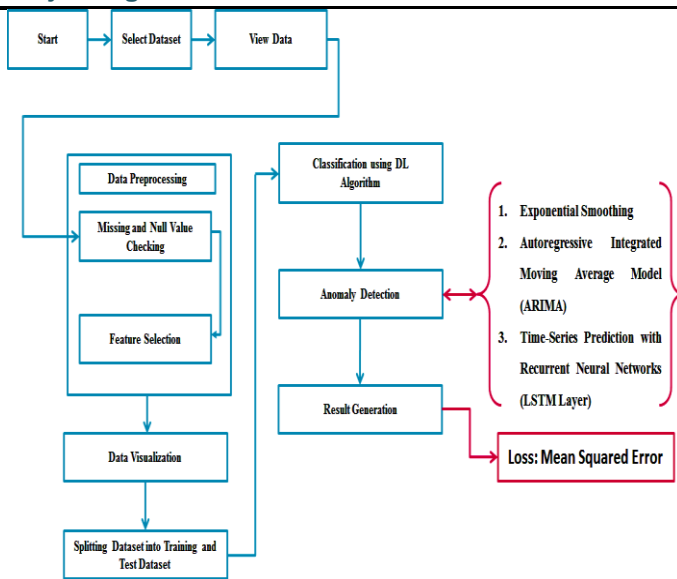 Start
Select Dataset
View Data
Data Preprocessing
Missing and Null Value
Checking
Feature Selection
Data Visualization
Splitting Dataset into Training and
Test Dataset
Classification using DL
Algorithm
Anomaly Detection
Result Generation
1. Exponential Smoothing
2. Autoregressive Integrated
Moving Average Model
(ARIMA)
3. Time-Series Prediction with
Recurrent Neural Networks
(LSTM Layer)
Loss: Mean Squared Error